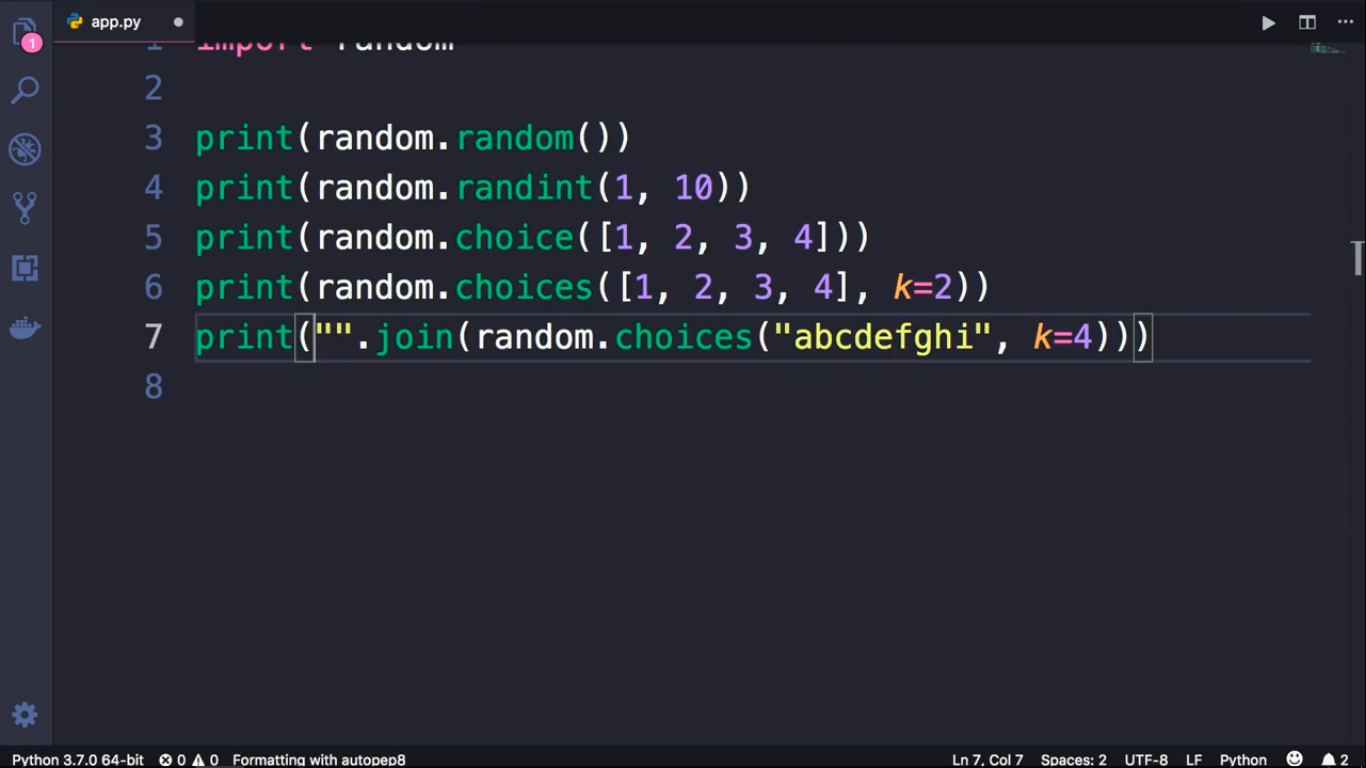 app.py
1
1 import random
2
3 print(random.random())
4 print(random.randint(1, 10))
5 print(random.choice([1, 2, 3, 4]))
6 print(random.choices([1, 2, 3, 4], k=2))
7 print("".join(random.choices("abcdefghi", k=4)))
8
Python 3.7.0 64-bit 0 0 Formatting with autopep8 Ln 7, Col 7 Spaces: 2 UTF-8 LF Python 2